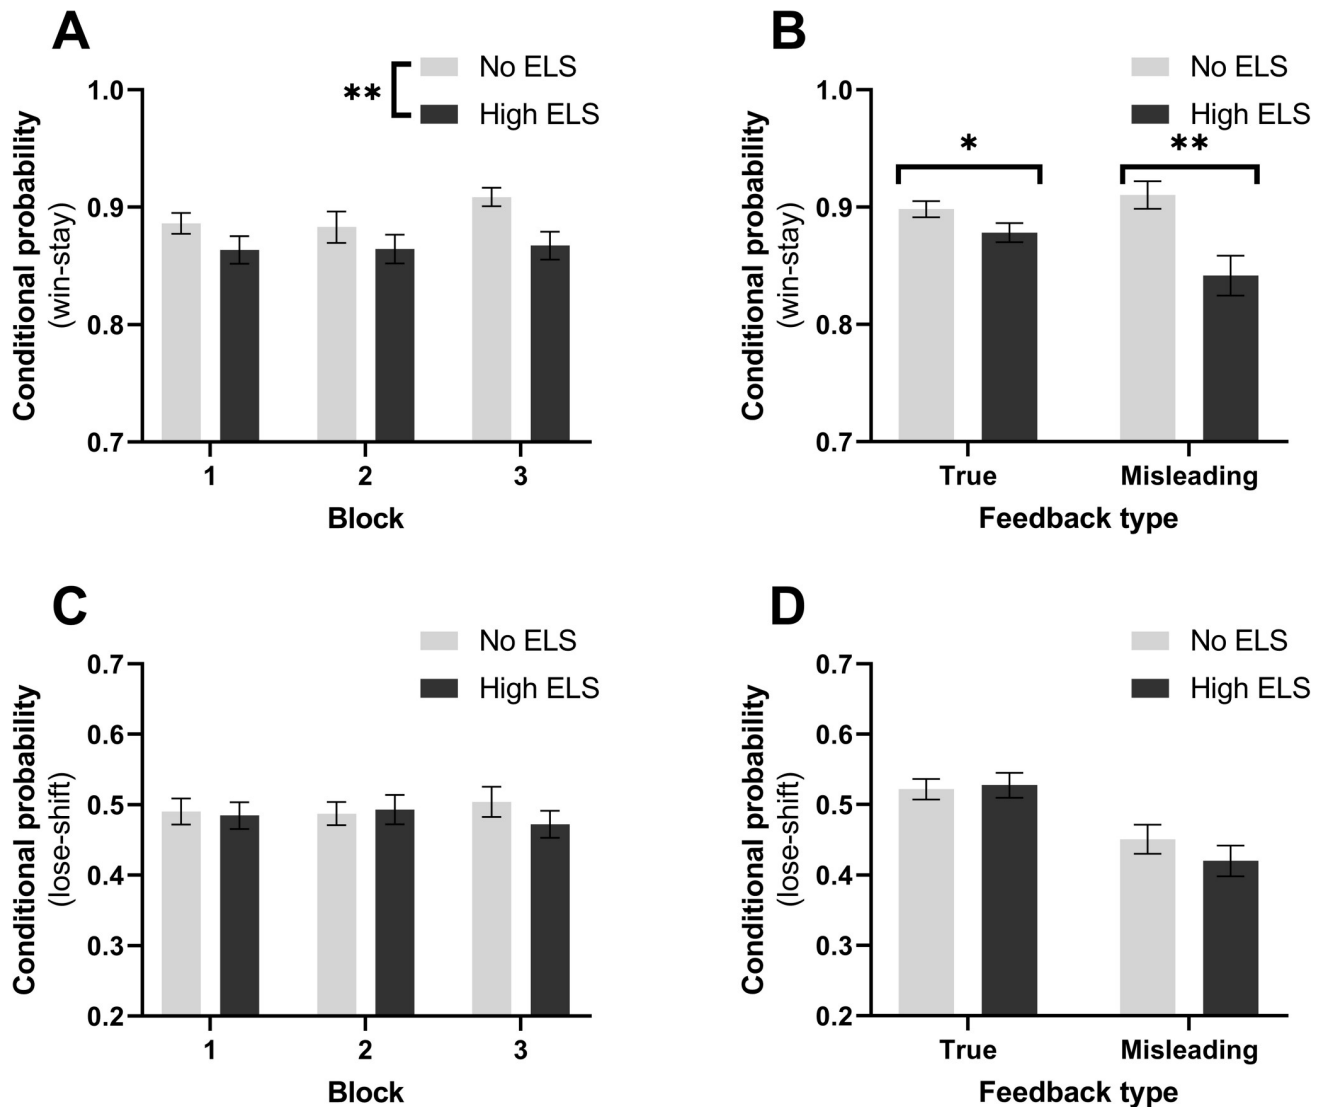 A
No ELS
**
High ELS
Conditional probability
(win-stay)
1.0
0.9
0.8
0.7
1 2 3
Block
B
No ELS
High ELS
* **
Conditional probability
(win-stay)
1.0
0.9
0.8
0.7
True Misleading
Feedback type
C
No ELS
High ELS
Conditional probability
(lose-shift)
0.7
0.6
0.5
0.4
0.3
0.2
1 2 3
Block
D
No ELS
High ELS
Conditional probability
(lose-shift)
0.7
0.6
0.5
0.4
0.3
0.2
True Misleading
Feedback type